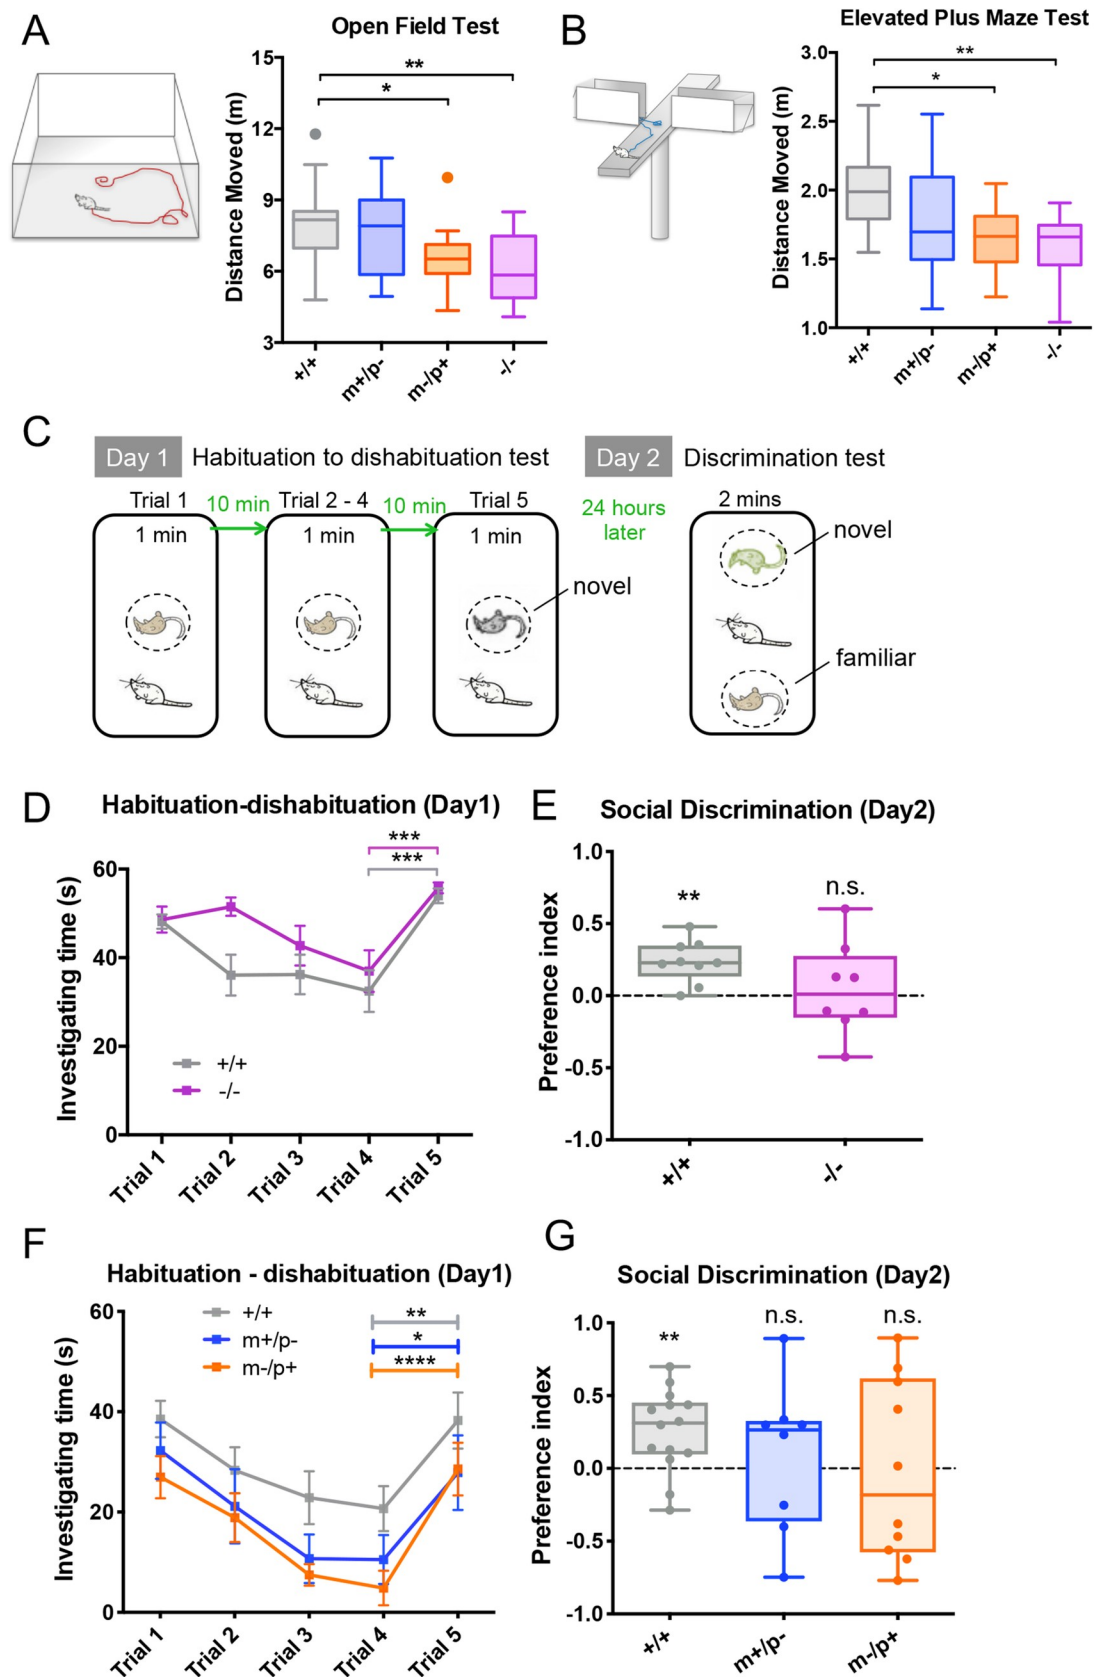 A
Open Field Test
Distance Moved (m)
15
12
9
6
3
**
*
+/+
m+/p-
m-/p+
-/-
B
Elevated Plus Maze Test
Distance Moved (m)
3.0
2.5
2.0
1.5
1.0
**
*
+/+
m+/p-
m-/p+
-/-
C
Day 1 Habituation to dishabituation test
Day 2 Discrimination test
Trial 1 10 min Trial 2 - 4 10 min Trial 5
1 min
1 min
1 min
novel
24 hours
later
2 mins
novel
familiar
D
Habituation-dishabituation (Day1)
Investigating time (s)
60
40
20
0
***
***
+/+
-/-
Trial 1
Trial 2
Trial 3
Trial 4
Trial 5
E
Social Discrimination (Day2)
Preference index
1.0
0.5
0.0
-0.5
-1.0
**
n.s.
+/+
-/-
F
Habituation - dishabituation (Day1)
Investigating time (s)
60
40
20
0
+/+
m+/p-
m-/p+
**
*
****
Trial 1
Trial 2
Trial 3
Trial 4
Trial 5
G
Social Discrimination (Day2)
Preference index
1.0
0.5
0.0
-0.5
-1.0
**
n.s.
n.s.
+/+
m+/p-
m-/p+